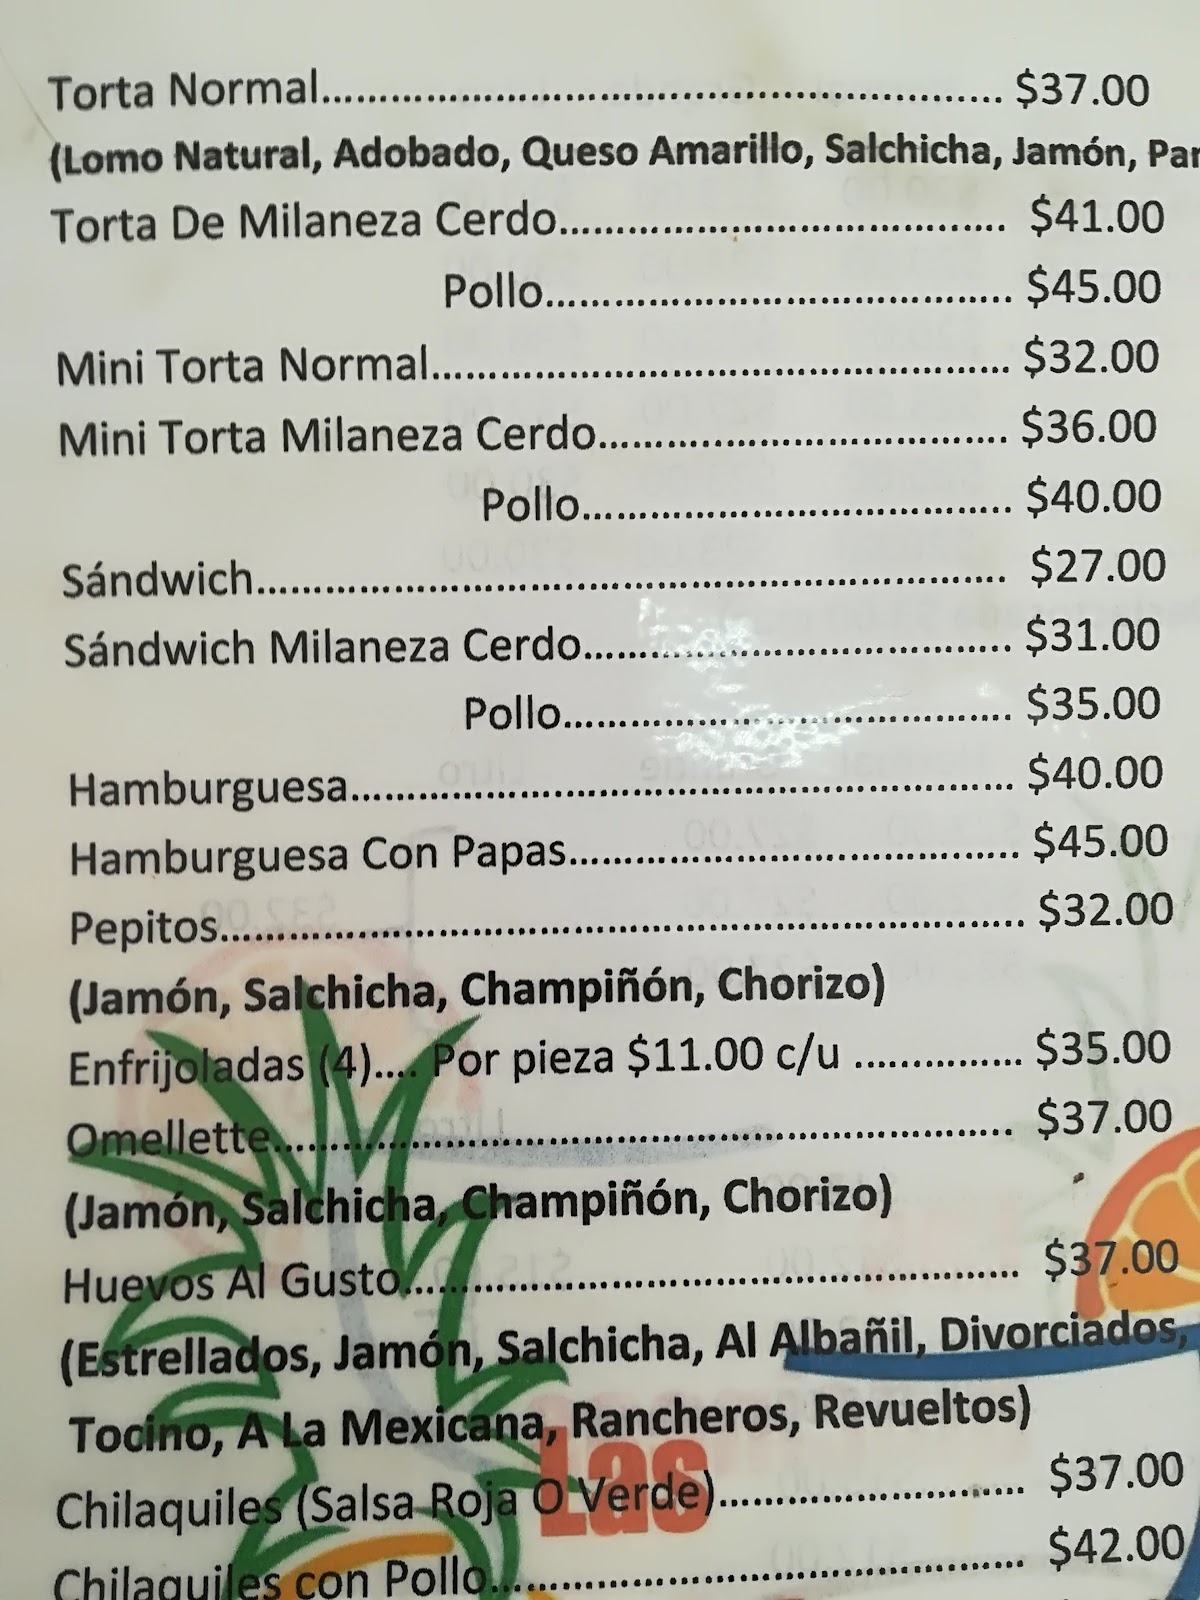 Torta Normal.................................................................. $37.00
(Lomo Natural, Adobado, Queso Amarillo, Salchicha, Jamón,
Torta De Milaneza Cerdo........................................... $41.00
Pollo............................................. $45.00
Mini Torta Normal........................................................ $32.00
Mini Torta Milaneza Cerdo........................................ $36.00
Pollo.......................................... $40.00
Sándwich......................................................................... $27.00
Sándwich Milaneza Cerdo.......................................... $31.00
Pollo........................................... $35.00
Hamburguesa................................................................ $40.00
Hamburguesa Con Papas........................................... $45.00
Pepitos............................................................................. $32.00
(Jamón, Salchicha, Champiñón, Chorizo)
Enfrijoladas (4).... Por pieza $11.00 c/u ............... $35.00
Omellette........................................................................ $37.00
(Jamón, Salchicha, Champiñón, Chorizo)
Huevos Al Gusto............................................................ $37.00
(Estrellados, Jamón, Salchicha, Al Albañil, Divorciados,
Tocino, A La Mexicana, Rancheros, Revueltos)
Las
Chilaquiles (Salsa Roja O Verde)............................... $37.00
Chilaquiles con Pollo.................................................... $42.00